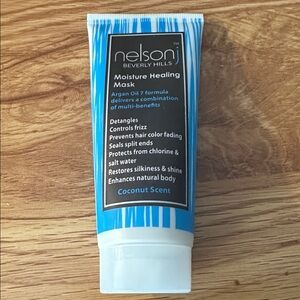 nelson j™
BEVERLY HILLS
Moisture Healing
Mask
Argan Oil 7 formula
delivers a combination
of multi-benefits
Detangles
Controls frizz
Prevents hair color fading
Seals split ends
Protects from chlorine &
salt water
Restores silkiness & shine
Enhances natural body
Coconut Scent